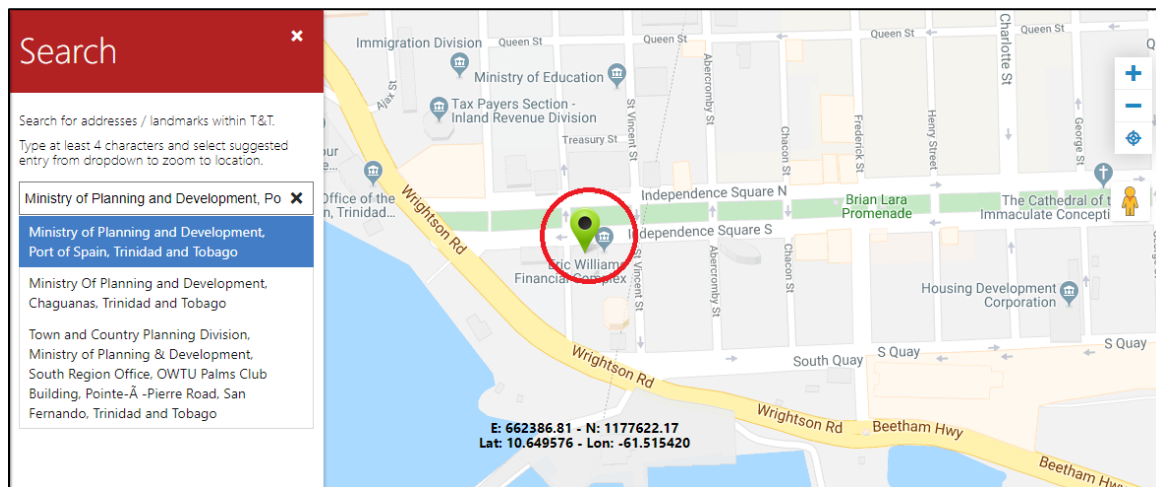 Search
Search for addresses / landmarks within T&T.
Type at least 4 characters and select suggested
entry from dropdown to zoom to location.
Ministry of Planning and Development, Po
Ministry of Planning and Development,
Port of Spain, Trinidad and Tobago
Ministry Of Planning and Development,
Chaguanas, Trinidad and Tobago
Town and Country Planning Division,
Ministry of Planning & Development,
South Region Office, OWTU Palms Club
Building, Pointe-Â -Pierre Road, San
Fernando, Trinidad and Tobago
Immigration Division
Queen St
Queen St
Queen St
Queen St
Charlotte St
Ministry of Education
Ajax St
Tax Payers Section -
Inland Revenue Division
St Vincent St
Abercromby St
Treasury St
Chacon St
Frederick St
Henry Street
George St
Office of the
n, Trinidad...
Wrightson Rd
Independence Square N
Brian Lara
Promenade
The Cathedral of t
Immaculate Concepti
Independence Square S
Eric Williams
Financial Complex
St Vincent St
Abercromby St
Chacon St
Housing Development
Corporation
Wrightson Rd
South Quay
S Quay
S Quay
Wrightson Rd
Beetham Hwy
Beetham Hwy
E: 662386.81 - N: 1177622.17
Lat: 10.649576 - Lon: -61.515420